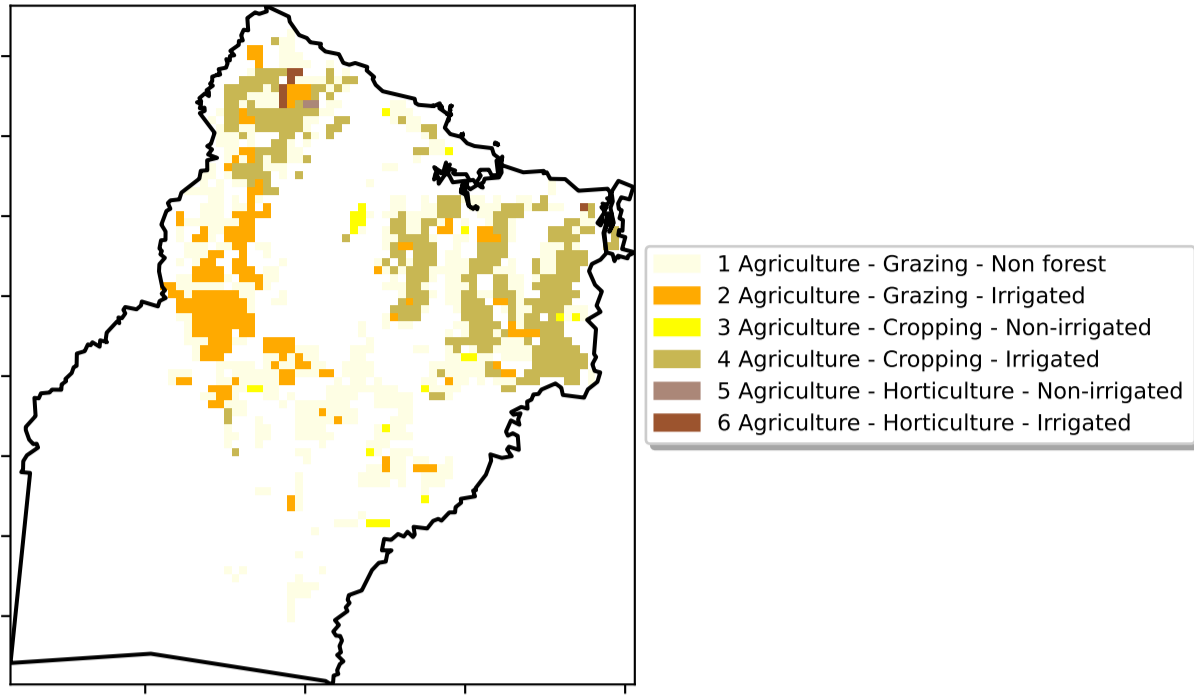 1 Agriculture - Grazing - Non forest
2 Agriculture - Grazing - Irrigated
3 Agriculture - Cropping - Non-irrigated
4 Agriculture - Cropping - Irrigated
5 Agriculture - Horticulture - Non-irrigated
6 Agriculture - Horticulture - Irrigated